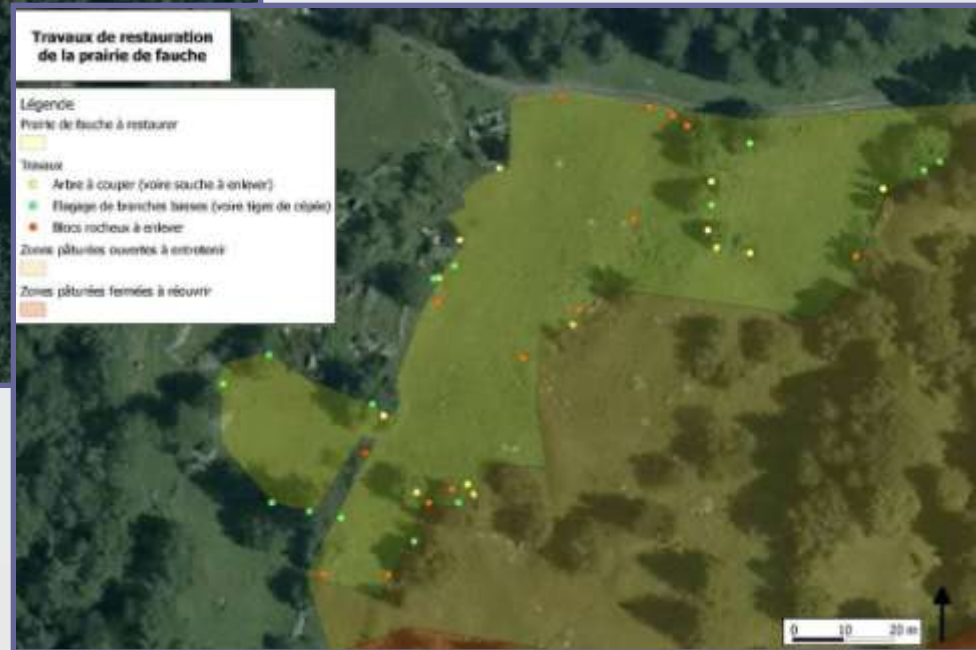 Travaux de restauration
de la prairie de fauche
Légende
Prairie de fauche à restaurer
Travaux
Arbre à couper (voire souche à enlever)
Elagage de branches basses (voire tiges de cépée)
Blocs rocheux à enlever
Zones pâturées ouvertes à entretenir
Zones pâturées fermées à réouvrir
0 10 20 m